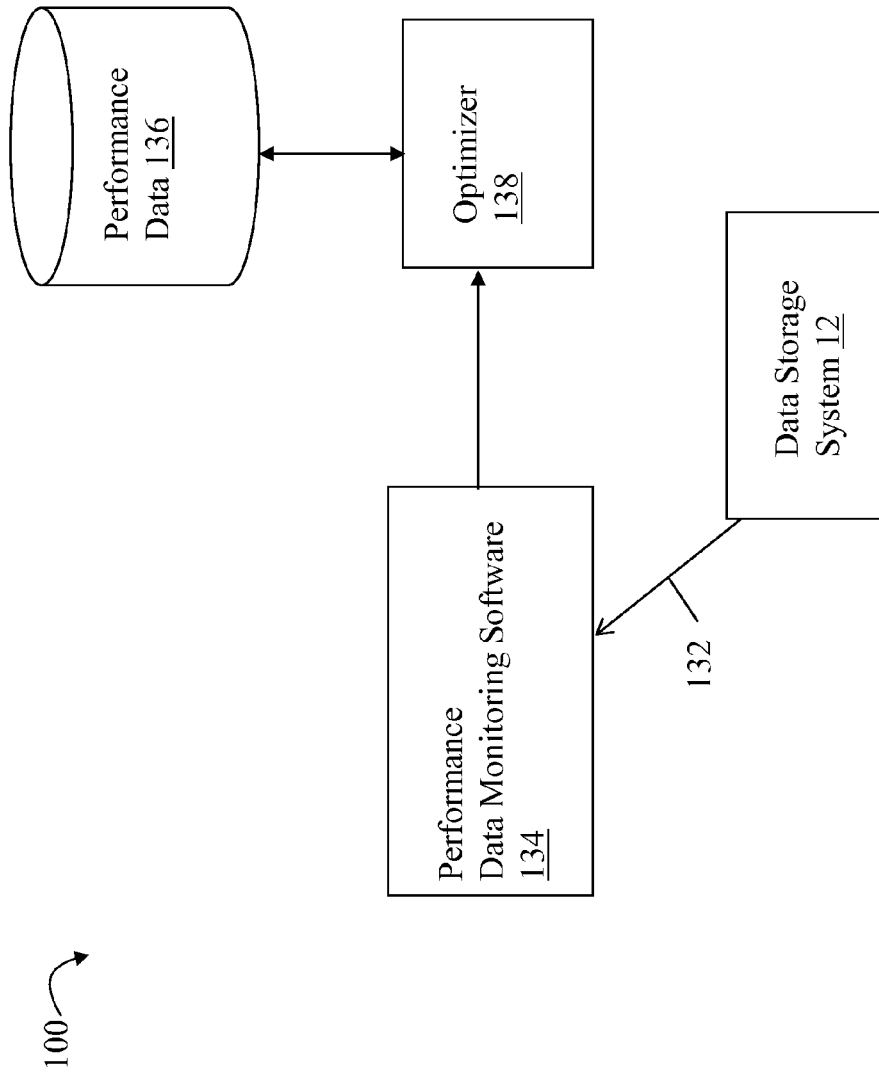 100
Performance
Data Monitoring Software
134
Optimizer
138
Performance
Data 136
132
Data Storage
System 12